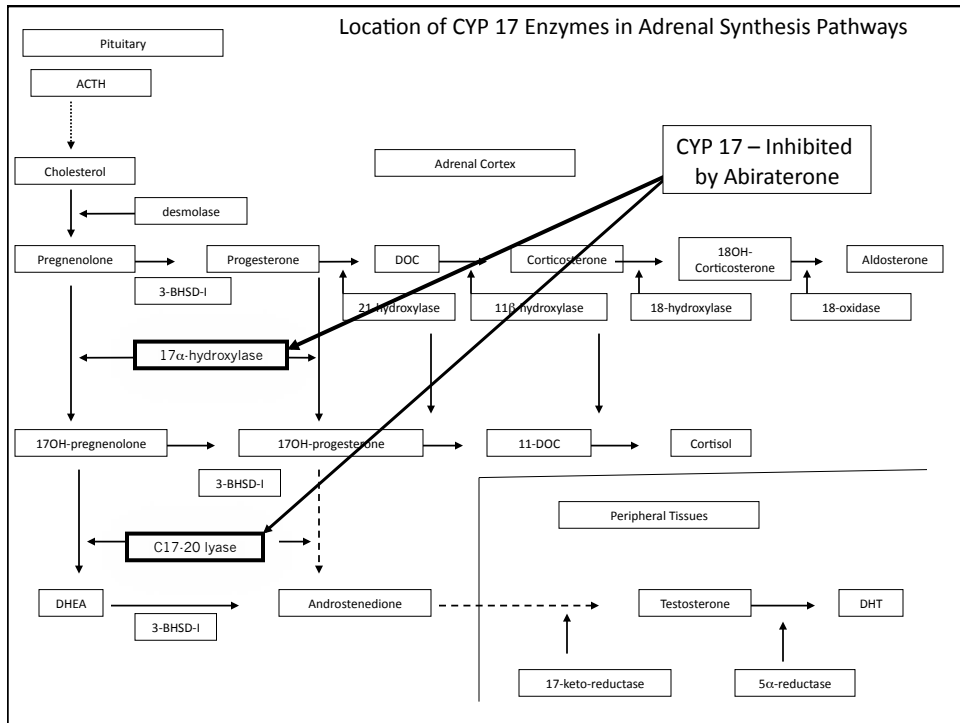 Location of CYP 17 Enzymes in Adrenal Synthesis Pathways
Pituitary
ACTH
CYP 17 – Inhibited
by Abiraterone
Adrenal Cortex
Cholesterol
desmolase
Pregnenolone
Progesterone
DOC
Corticosterone
18OH-
Corticosterone
Aldosterone
3-BHSD-I
21-hydroxylase
11β-hydroxylase
18-hydroxylase
18-oxidase
17α-hydroxylase
17OH-pregnenolone
17OH-progesterone
11-DOC
Cortisol
3-BHSD-I
Peripheral Tissues
C17-20 lyase
DHEA
Androstenedione
Testosterone
DHT
3-BHSD-I
17-keto-reductase
5α-reductase